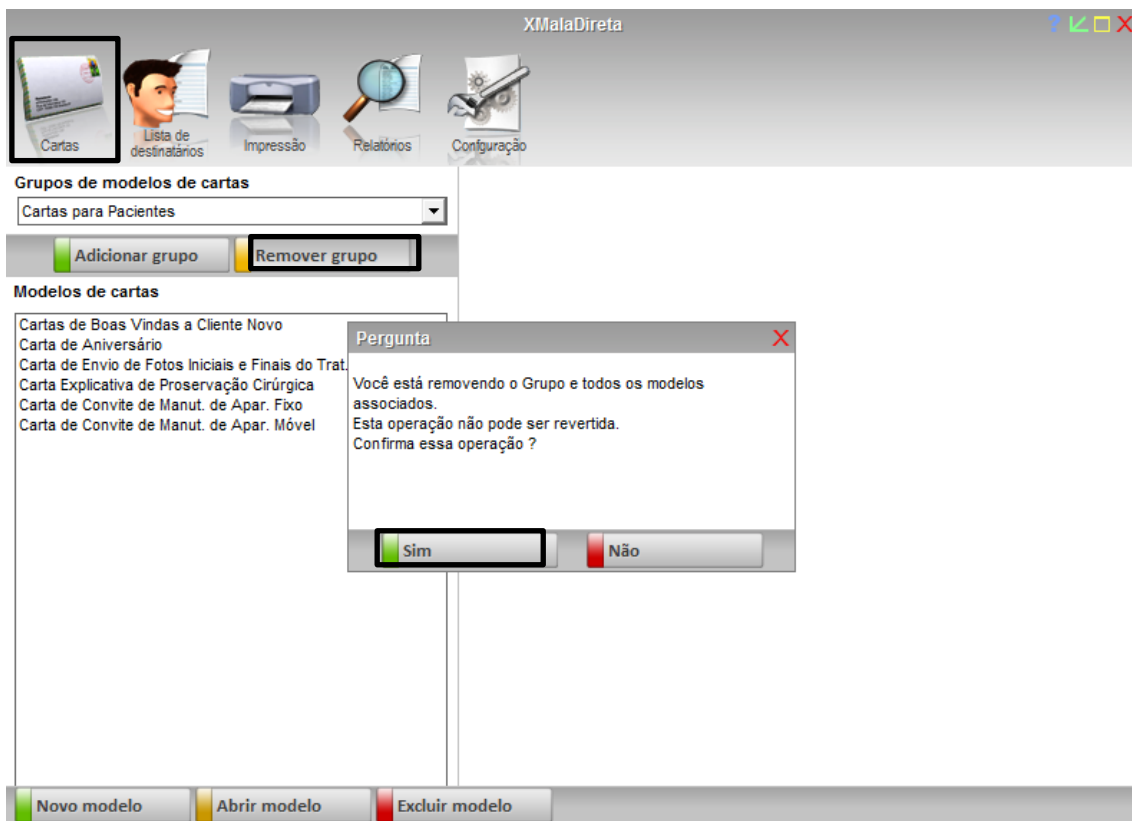 XMalaDireta
?
Cartas
Lista de
destinatários
Impressão
Relatórios
Confguração
Grupos de modelos de cartas
Cartas para Pacientes
Adicionar grupo
Remover grupo
Modelos de cartas
Cartas de Boas Vindas a Cliente Novo
Carta de Aniversário
Carta de Envio de Fotos Iniciais e Finais do Trat.
Carta Explicativa de Proservação Cirúrgica
Carta de Convite de Manut. de Apar. Fixo
Carta de Convite de Manut. de Apar. Móvel
Pergunta
X
Você está removendo o Grupo e todos os modelos
associados.
Esta operação não pode ser revertida.
Confirma essa operação ?
Sim
Não
Novo modelo
Abrir modelo
Excluir modelo